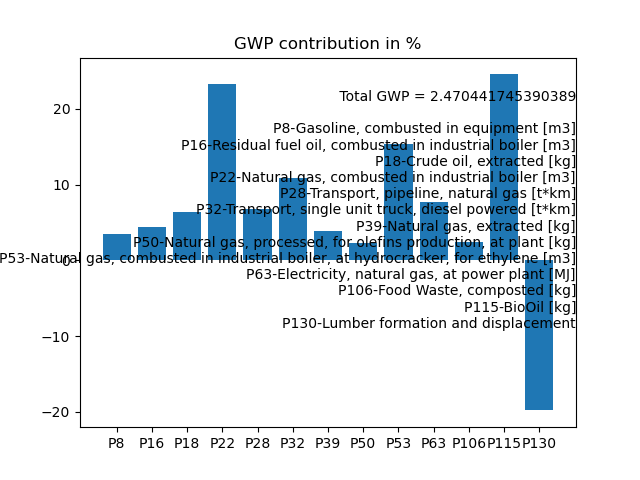 GWP contribution in %
20
10
0
−10
−20
Total GWP = 2.470441745390389
P8-Gasoline, combusted in equipment [m3]
P16-Residual fuel oil, combusted in industrial boiler [m3]
P18-Crude oil, extracted [kg]
P22-Natural gas, combusted in industrial boiler [m3]
P28-Transport, pipeline, natural gas [t*km]
P32-Transport, single unit truck, diesel powered [t*km]
P39-Natural gas, extracted [kg]
P50-Natural gas, processed, for olefins production, at plant [kg]
P53-Natural gas, combusted in industrial boiler, at hydrocracker, for ethylene [m3]
P63-Electricity, natural gas, at power plant [MJ]
P106-Food Waste, composted [kg]
P115-BioOil [kg]
P130-Lumber formation and displacement
P8 P16 P18 P22 P28 P32 P39 P50 P53 P63 P106 P115 P130